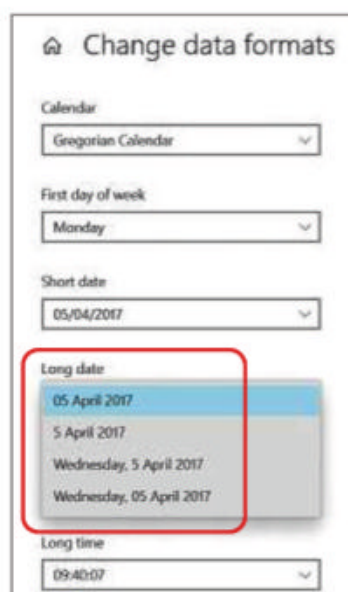 Change data formats
Calendar
Gregorian Calendar
First day of week
Monday
Short date
05/04/2017
Long date
05 April 2017
5 April 2017
Wednesday, 5 April 2017
Wednesday, 05 April 2017
Long time
09:40:07